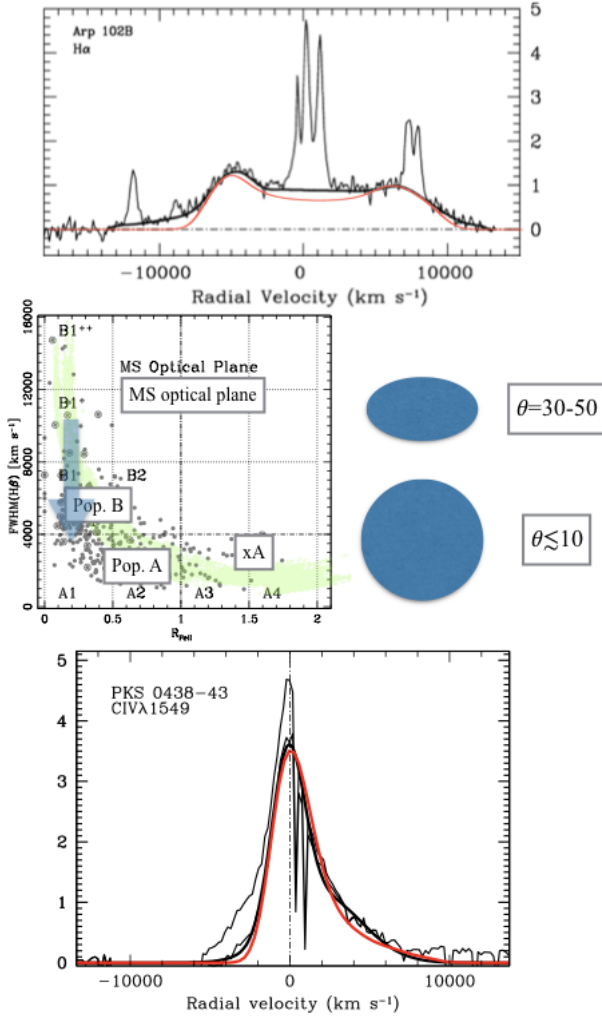 Arp 102B
Hα
5
4
3
2
1
0
−10000
0
10000
Radial Velocity (km s⁻¹)
16000
12000
8000
4000
0
FWHM(Hβ) [km s⁻¹]
B1⁺⁺
MS Optical Plane
MS optical plane
B1⁺
B1
B2
Pop. B
Pop. A
xA
A1
A2
A3
A4
0
0.5
1
1.5
2
R_FeII
θ=30-50
θ≲10
PKS 0438−43
CIVλ1549
5
4
3
2
1
0
−10000
0
10000
Radial velocity (km s⁻¹)